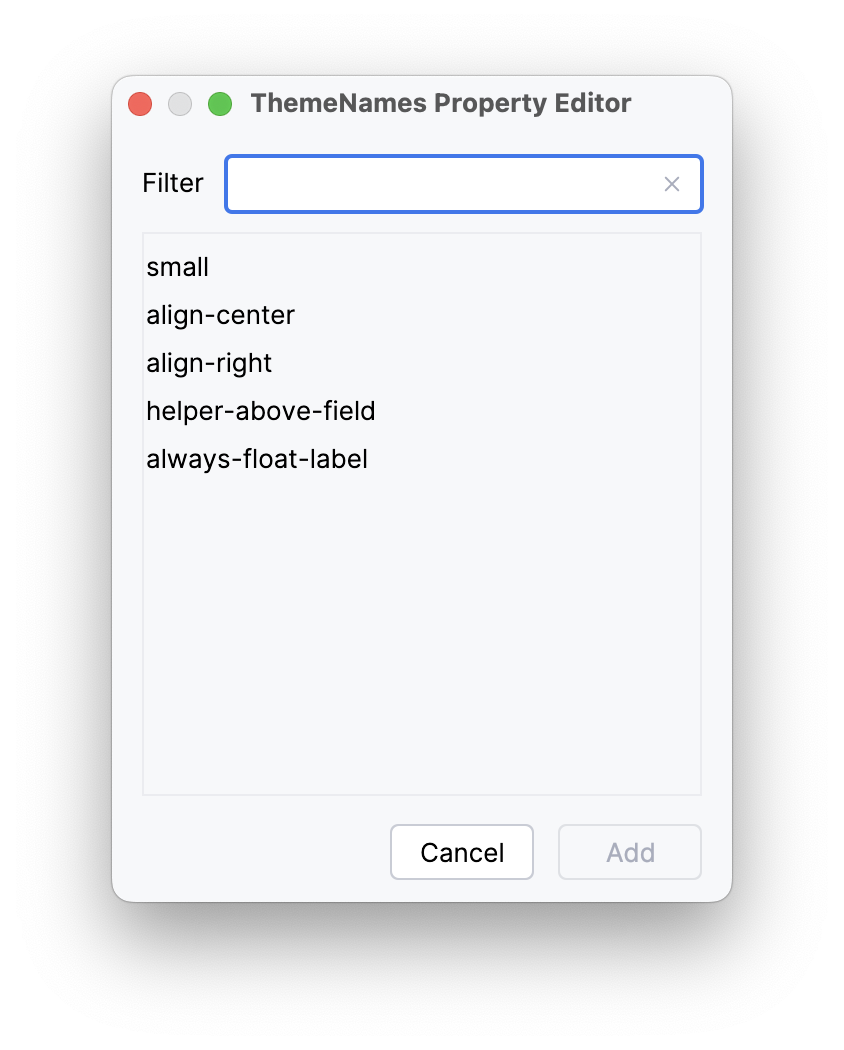 ThemeNames Property Editor
Filter
small
align-center
align-right
helper-above-field
always-float-label
Cancel Add